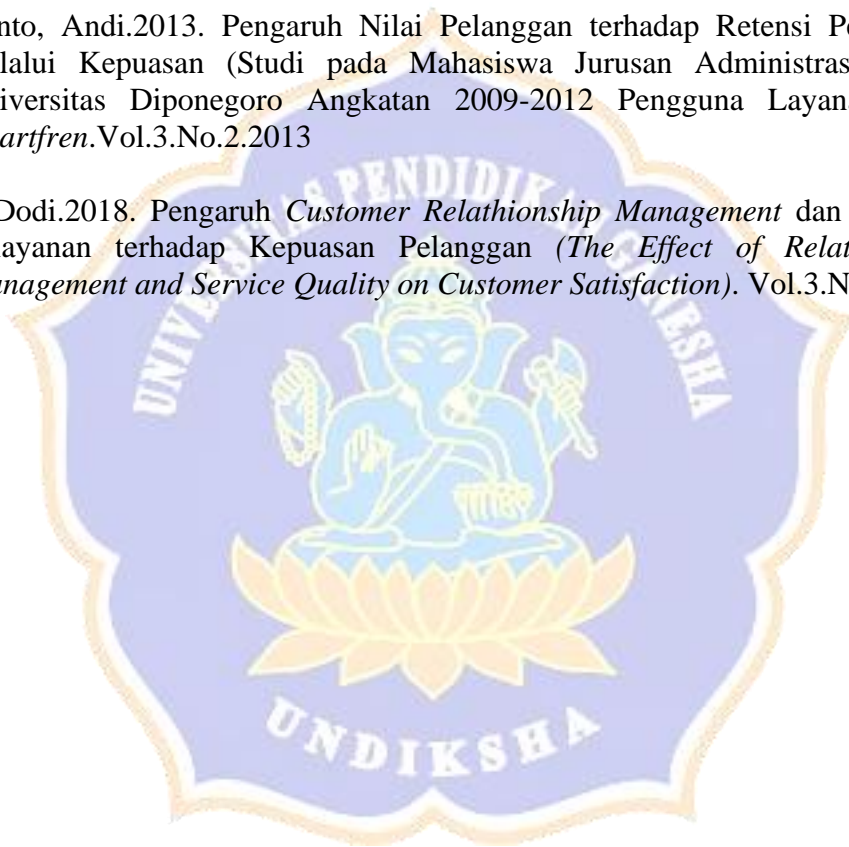 nto, Andi.2013. Pengaruh Nilai Pelanggan terhadap Retensi Pe
lalui Kepuasan (Studi pada Mahasiswa Jurusan Administras
iversitas Diponegoro Angkatan 2009-2012 Pengguna Layana
artfren.Vol.3.No.2.2013
Dodi.2018. Pengaruh Customer Relathionship Management dan
layanan terhadap Kepuasan Pelanggan (The Effect of Relat
nagement and Service Quality on Customer Satisfaction). Vol.3.N
UNIVERSITAS PENDIDIKAN GANESHA
UNDIKSHA